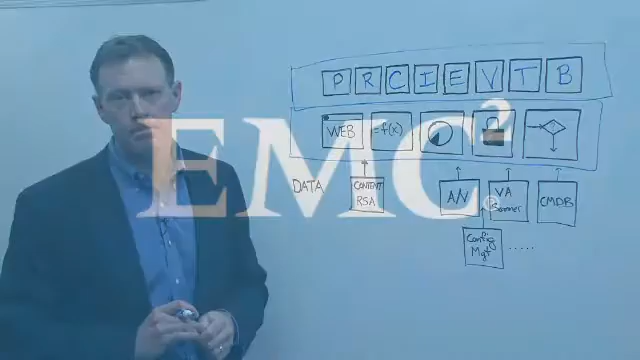 P R C I E V T B
WEB =f(x)
EMC²
DATA CONTENT RSA A/V VA Scanner CMDB
Config Mgt .....